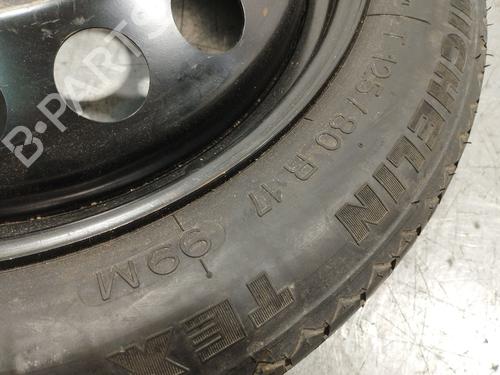 B-PARTS
MICHELIN
T 125 / 80 R 17
99M
TEX